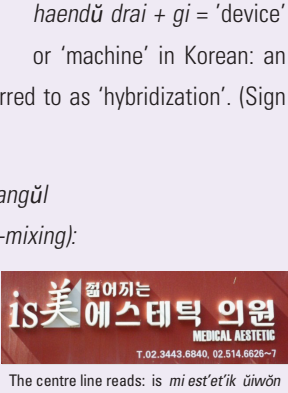 haendŭ drai + gi = 'device'
or 'machine' in Korean: an
rred to as 'hybridization'. (Sign
angŭl
-mixing):
젊어지는
is美 에스테틱 의원
MEDICAL AESTETIC
T.02.3443.6840, 02.514.6626~7
The centre line reads: is mi est'et'ik ŭiwŏn